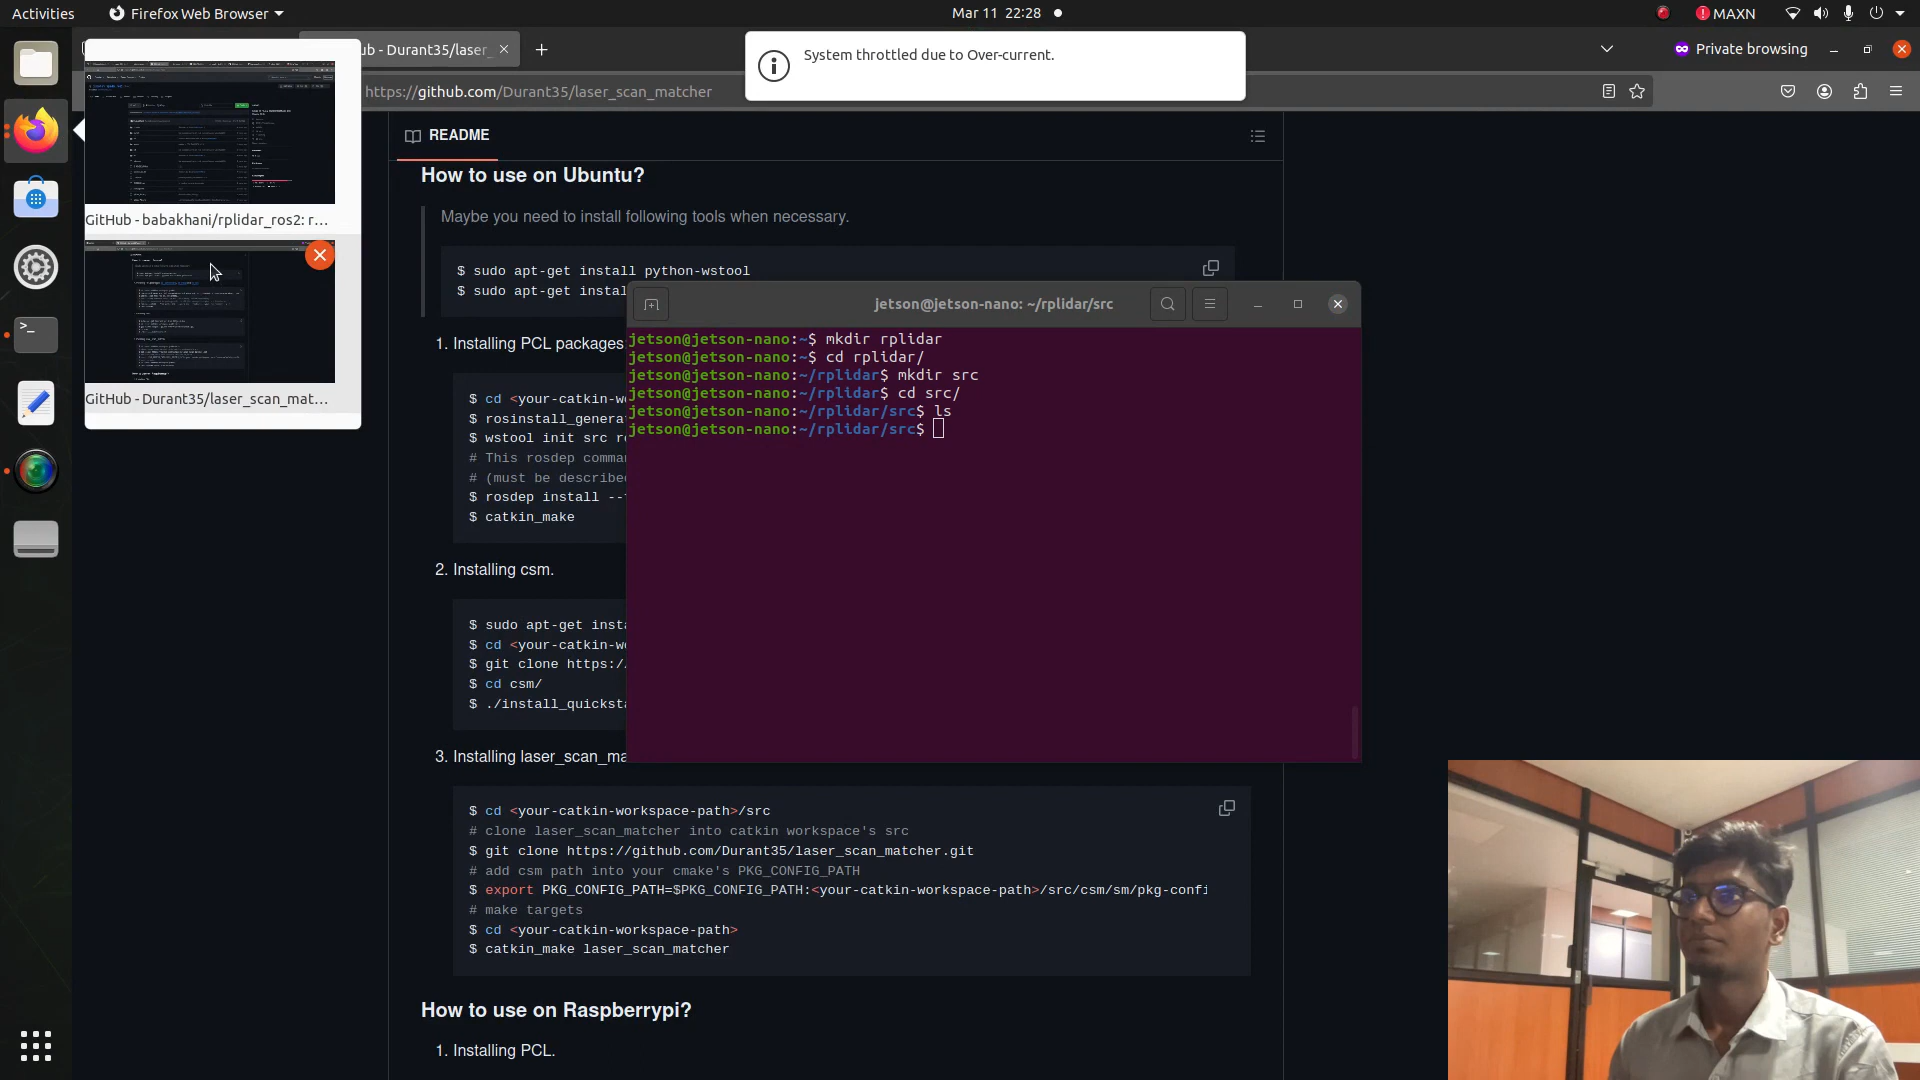 Activities
Firefox Web Browser
Mar 11 22:28
MAXN
ub - Durant35/laser_
Private browsing
System throttled due to Over-current.
https://github.com/Durant35/laser_scan_matcher
GitHub - babakhani/rplidar_ros2: r...
GitHub - Durant35/laser_scan_mat...
README
How to use on Ubuntu?
Maybe you need to install following tools when necessary.
$ sudo apt-get install python-wstool
$ sudo apt-get instal
1. Installing PCL packages
$ cd <your-catkin-w
$ rosinstall_genera
$ wstool init src ro
# This rosdep comman
# (must be described
$ rosdep install --
$ catkin_make
2. Installing csm.
$ sudo apt-get insta
$ cd <your-catkin-w
$ git clone https:/
$ cd csm/
$ ./install_quicksta
3. Installing laser_scan_ma
$ cd <your-catkin-workspace-path>/src
# clone laser_scan_matcher into catkin workspace's src
$ git clone https://github.com/Durant35/laser_scan_matcher.git
# add csm path into your cmake's PKG_CONFIG_PATH
$ export PKG_CONFIG_PATH=$PKG_CONFIG_PATH:<your-catkin-workspace-path>/src/csm/sm/pkg-confi
# make targets
$ cd <your-catkin-workspace-path>
$ catkin_make laser_scan_matcher
How to use on Raspberrypi?
1. Installing PCL.
jetson@jetson-nano: ~/rplidar/src
jetson@jetson-nano:~$ mkdir rplidar
jetson@jetson-nano:~$ cd rplidar/
jetson@jetson-nano:~/rplidar$ mkdir src
jetson@jetson-nano:~/rplidar$ cd src/
jetson@jetson-nano:~/rplidar/src$ ls
jetson@jetson-nano:~/rplidar/src$